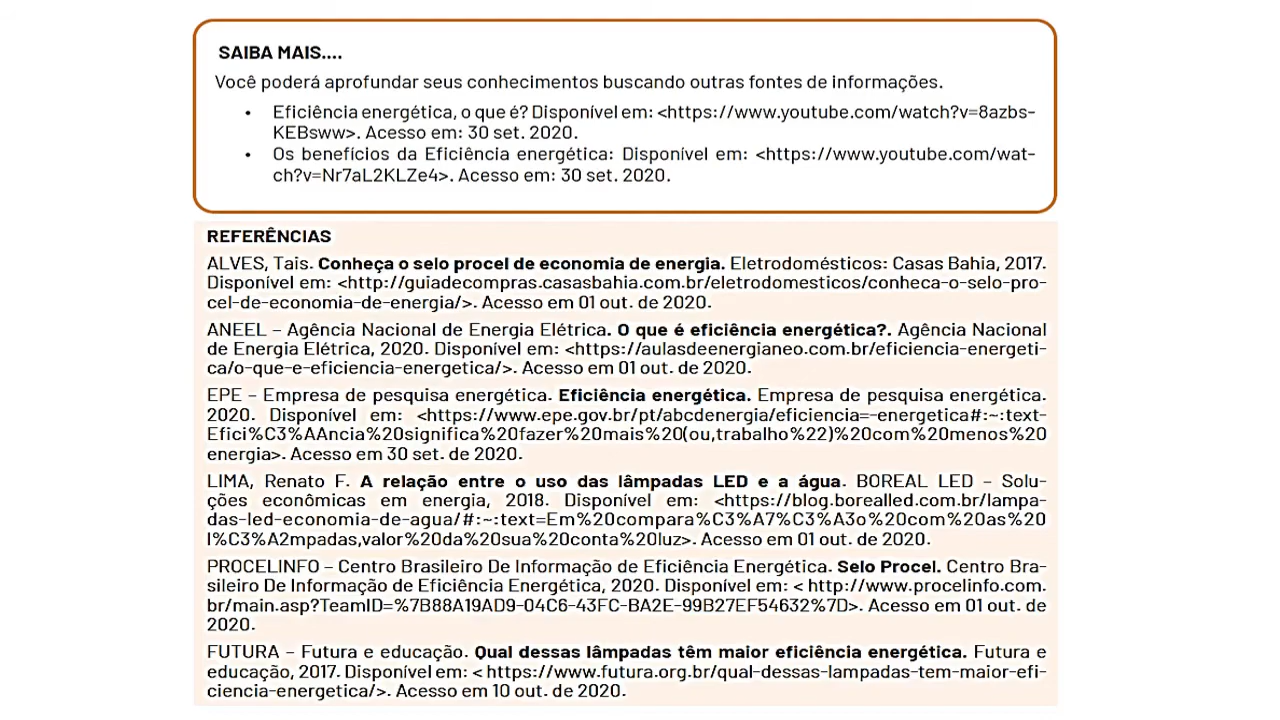 SAIBA MAIS....
Você poderá aprofundar seus conhecimentos buscando outras fontes de informações.
• Eficiência energética, o que é? Disponível em: <https://www.youtube.com/watch?v=8azbs-
KEBsww>. Acesso em: 30 set. 2020.
• Os benefícios da Eficiência energética: Disponível em: <https://www.youtube.com/wat-
ch?v=Nr7aL2KLZe4>. Acesso em: 30 set. 2020.
REFERÊNCIAS
ALVES, Tais. Conheça o selo procel de economia de energia. Eletrodomésticos: Casas Bahia, 2017.
Disponível em: <http://guiadecompras.casasbahia.com.br/eletrodomesticos/conheca-o-selo-pro-
cel-de-economia-de-energia/>. Acesso em 01 out. de 2020.
ANEEL – Agência Nacional de Energia Elétrica. O que é eficiência energética?. Agência Nacional
de Energia Elétrica, 2020. Disponível em: <https://aulasdeenergianeo.com.br/eficiencia-energeti-
ca/o-que-e-eficiencia-energetica/>. Acesso em 01 out. de 2020.
EPE – Empresa de pesquisa energética. Eficiência energética. Empresa de pesquisa energética.
2020. Disponível em: <https://www.epe.gov.br/pt/abcdenergia/eficiencia=-energetica#:~:text-
Efici%C3%AAncia%20significa%20fazer%20mais%20(ou,trabalho%22)%20com%20menos%20
energia>. Acesso em 30 set. de 2020.
LIMA, Renato F. A relação entre o uso das lâmpadas LED e a água. BOREAL LED – Solu-
ções econômicas em energia, 2018. Disponível em: <https://blog.borealled.com.br/lampa-
das-led-economia-de-agua/#:~:text=Em%20compara%C3%A7%C3%A3o%20com%20as%20
l%C3%A2mpadas,valor%20da%20sua%20conta%20luz>. Acesso em 01 out. de 2020.
PROCELINFO – Centro Brasileiro De Informação de Eficiência Energética. Selo Procel. Centro Bra-
sileiro De Informação de Eficiência Energética, 2020. Disponível em: < http://www.procelinfo.com.
br/main.asp?TeamID=%7B88A19AD9-04C6-43FC-BA2E-99B27EF54632%7D>. Acesso em 01 out. de
2020.
FUTURA – Futura e educação. Qual dessas lâmpadas têm maior eficiência energética. Futura e
educação, 2017. Disponível em: < https://www.futura.org.br/qual-dessas-lampadas-tem-maior-efi-
ciencia-energetica/>. Acesso em 10 out. de 2020.